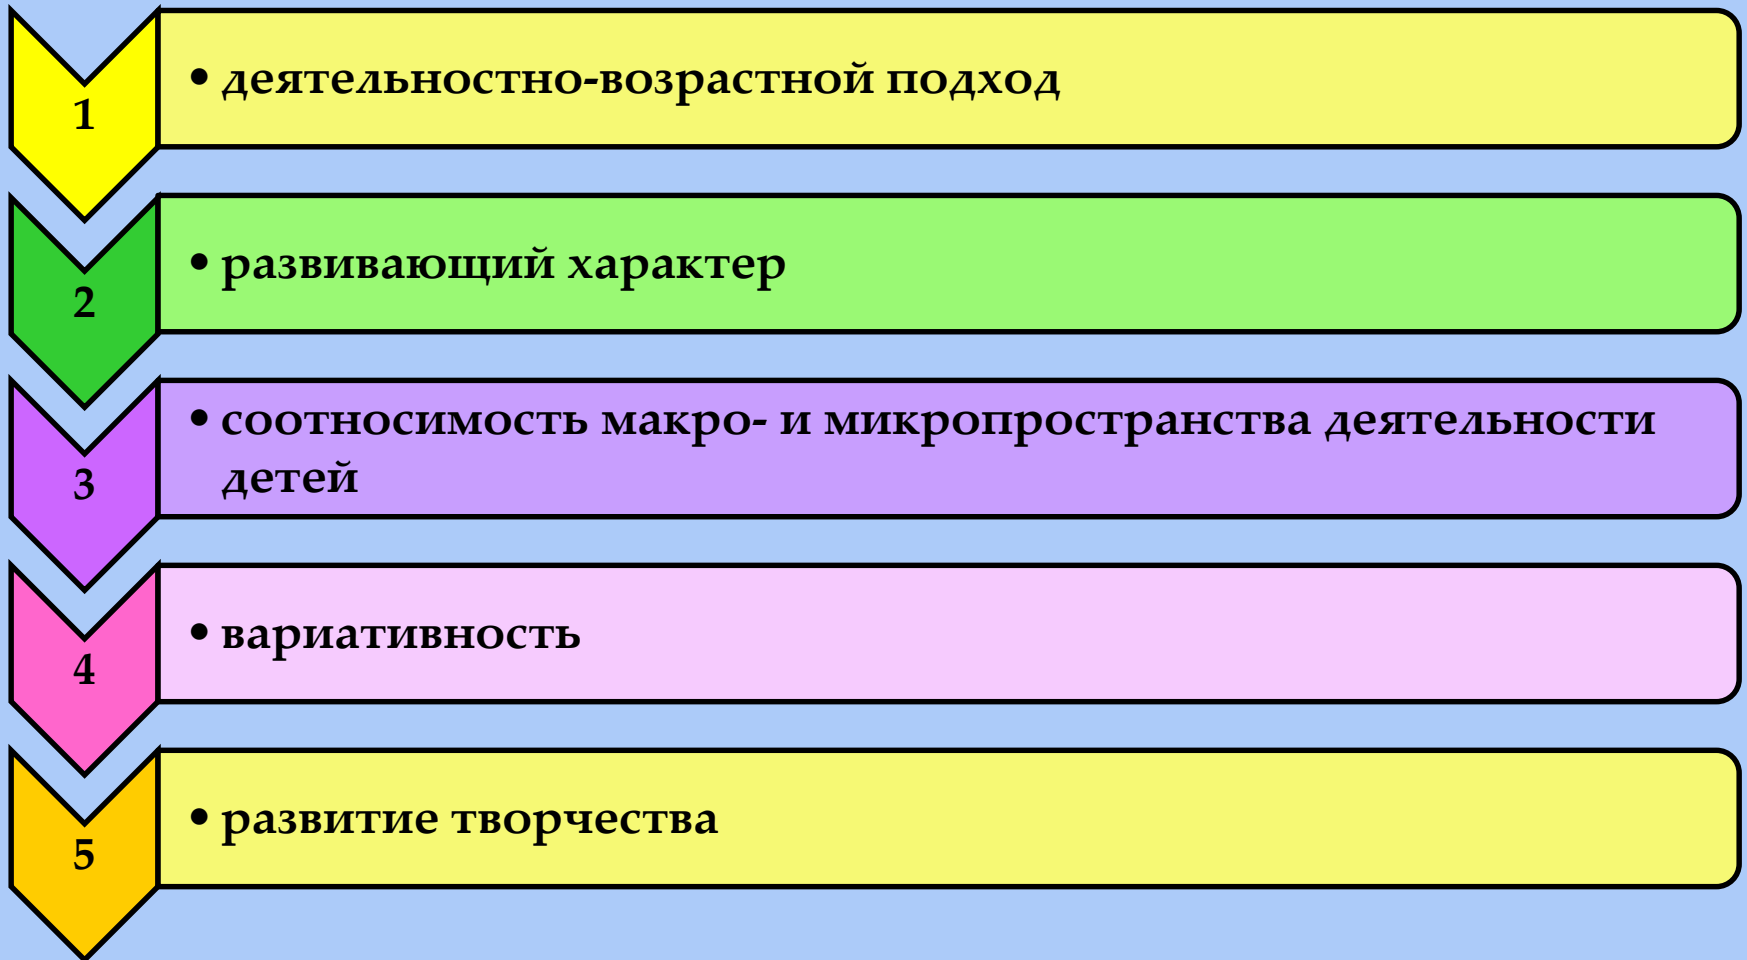 1
• деятельностно-возрастной подход
2
• развивающий характер
3
• соотносимость макро- и микропространства деятельности
детей
4
• вариативность
5
• развитие творчества